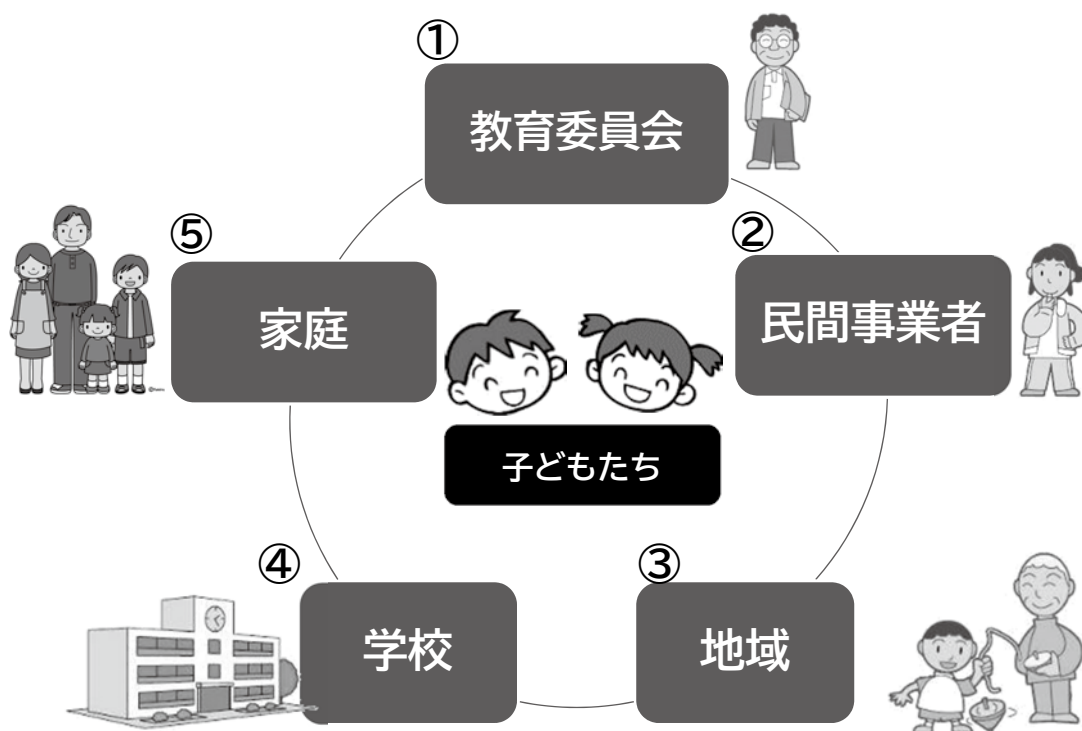 ①
教育委員会
②
民間事業者
③
地域
④
学校
⑤
家庭
子どもたち